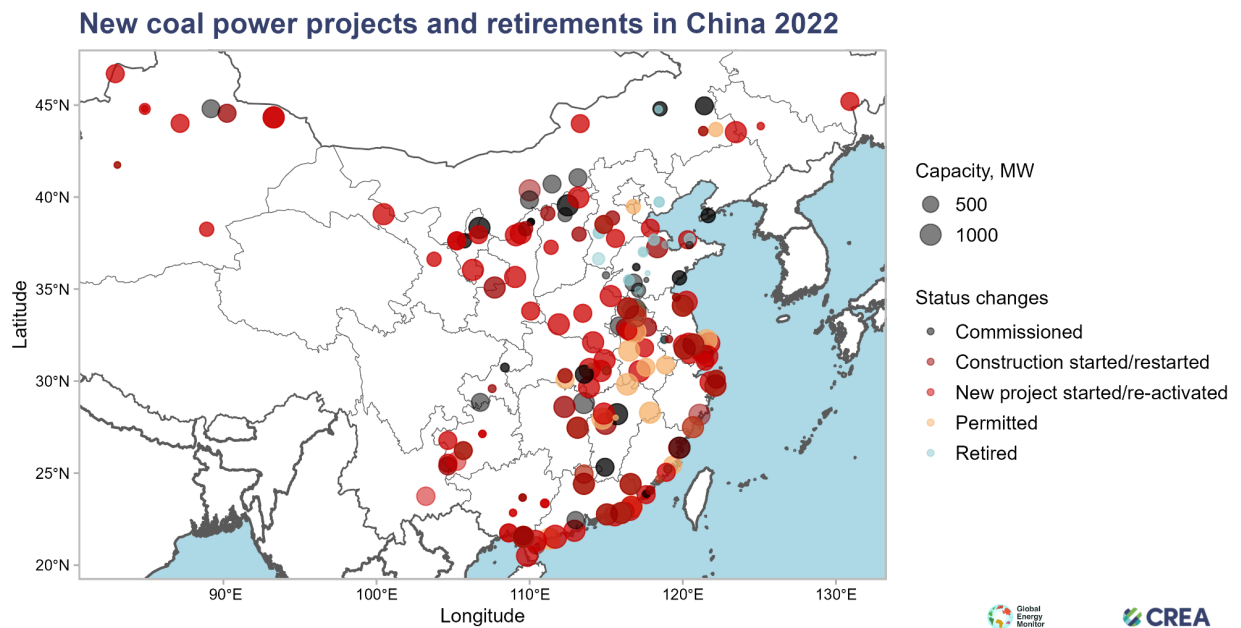 New coal power projects and retirements in China 2022
45°N
40°N
35°N
30°N
25°N
20°N
Latitude
90°E
100°E
110°E
120°E
130°E
Longitude
Capacity, MW
500
1000
Status changes
Commissioned
Construction started/restarted
New project started/re-activated
Permitted
Retired
Global
Energy
Monitor
CREA